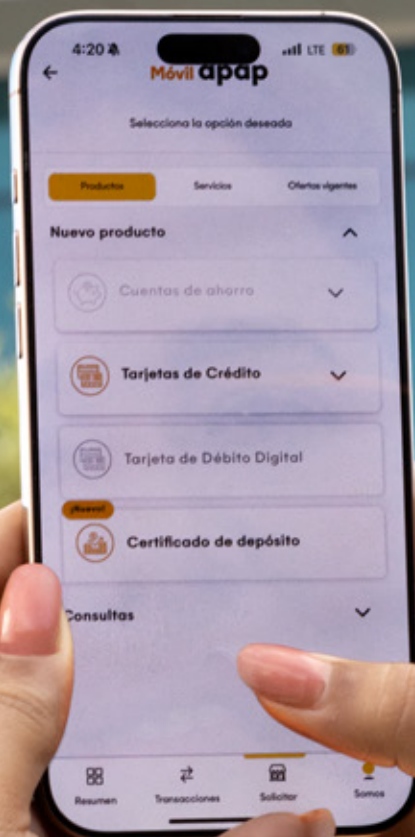 4:20 LTE 61
Móvil apap
Selecciona la opción deseada
Productos Servicios Ofertas vigentes
Nuevo producto
Cuentas de ahorro
Tarjetas de Crédito
Tarjeta de Débito Digital
¡Nuevo!
Certificado de depósito
Consultas
Resumen Transacciones Solicitar Somos